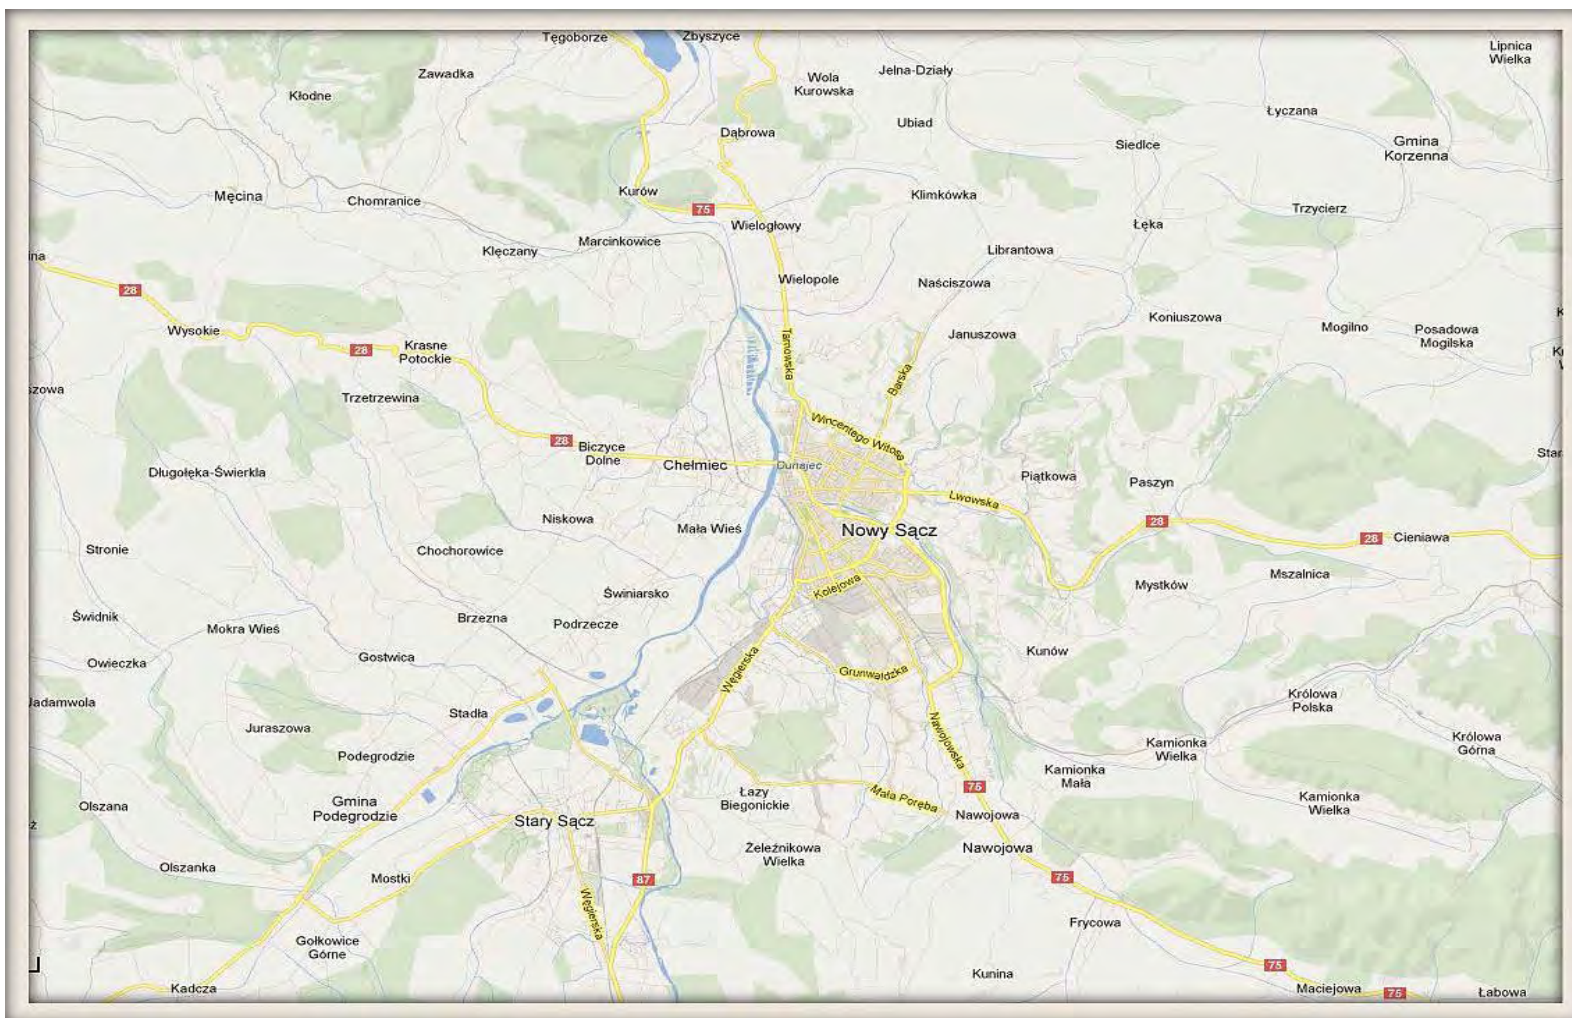 Tęgoborze
Zbyszyce
Lipnica
Wielka
Zawadka
Wola
Kurowska
Jelna-Działy
Kłodne
Łyczana
Ubiad
Dąbrowa
Siedlce
Gmina
Korzenna
Męcina
Chomranice
Kurów
75
Klimkówka
Trzycierz
Wielogłowy
Łęka
Klęczany
Marcinkowice
Librantowa
ina
28
Wielopole
Naściszowa
Wysokie
Koniuszowa
Mogilno
Posadowa
Mogilska
28
Krasne
Potockie
Tarnowska
Januszowa
szowa
Trzetrzewina
Barska
Wincentego Witosa
28
Biczyce
Dolne
Chełmiec
Dunajec
Star
Długołęka-Świerkla
Piątkowa
Paszyn
Lwowska
Niskowa
Mała Wieś
Nowy Sącz
28
28
Cieniawa
Stronie
Chochorowice
Mszalnica
Mystków
Kolejowa
Świniarsko
Świdnik
Mokra Wieś
Brzezna
Podrzecze
Owieczka
Gostwica
Węgierska
Grunwaldzka
Kunów
Jadamwola
Królowa
Polska
Stadła
Juraszowa
Nawojowska
Podegrodzie
Kamionka
Wielka
Królowa
Górna
Kamionka
Mała
75
Olszana
Gmina
Podegrodzie
Łazy
Biegonickie
Mała Poręba
Nawojowa
Kamionka
Wielka
Stary Sącz
Żeleźnikowa
Wielka
Nawojowa
Olszanka
Mostki
87
75
Węgierska
Frycowa
Gołkowice
Górne
75
Kunina
Kadcza
Maciejowa
75
Łabowa